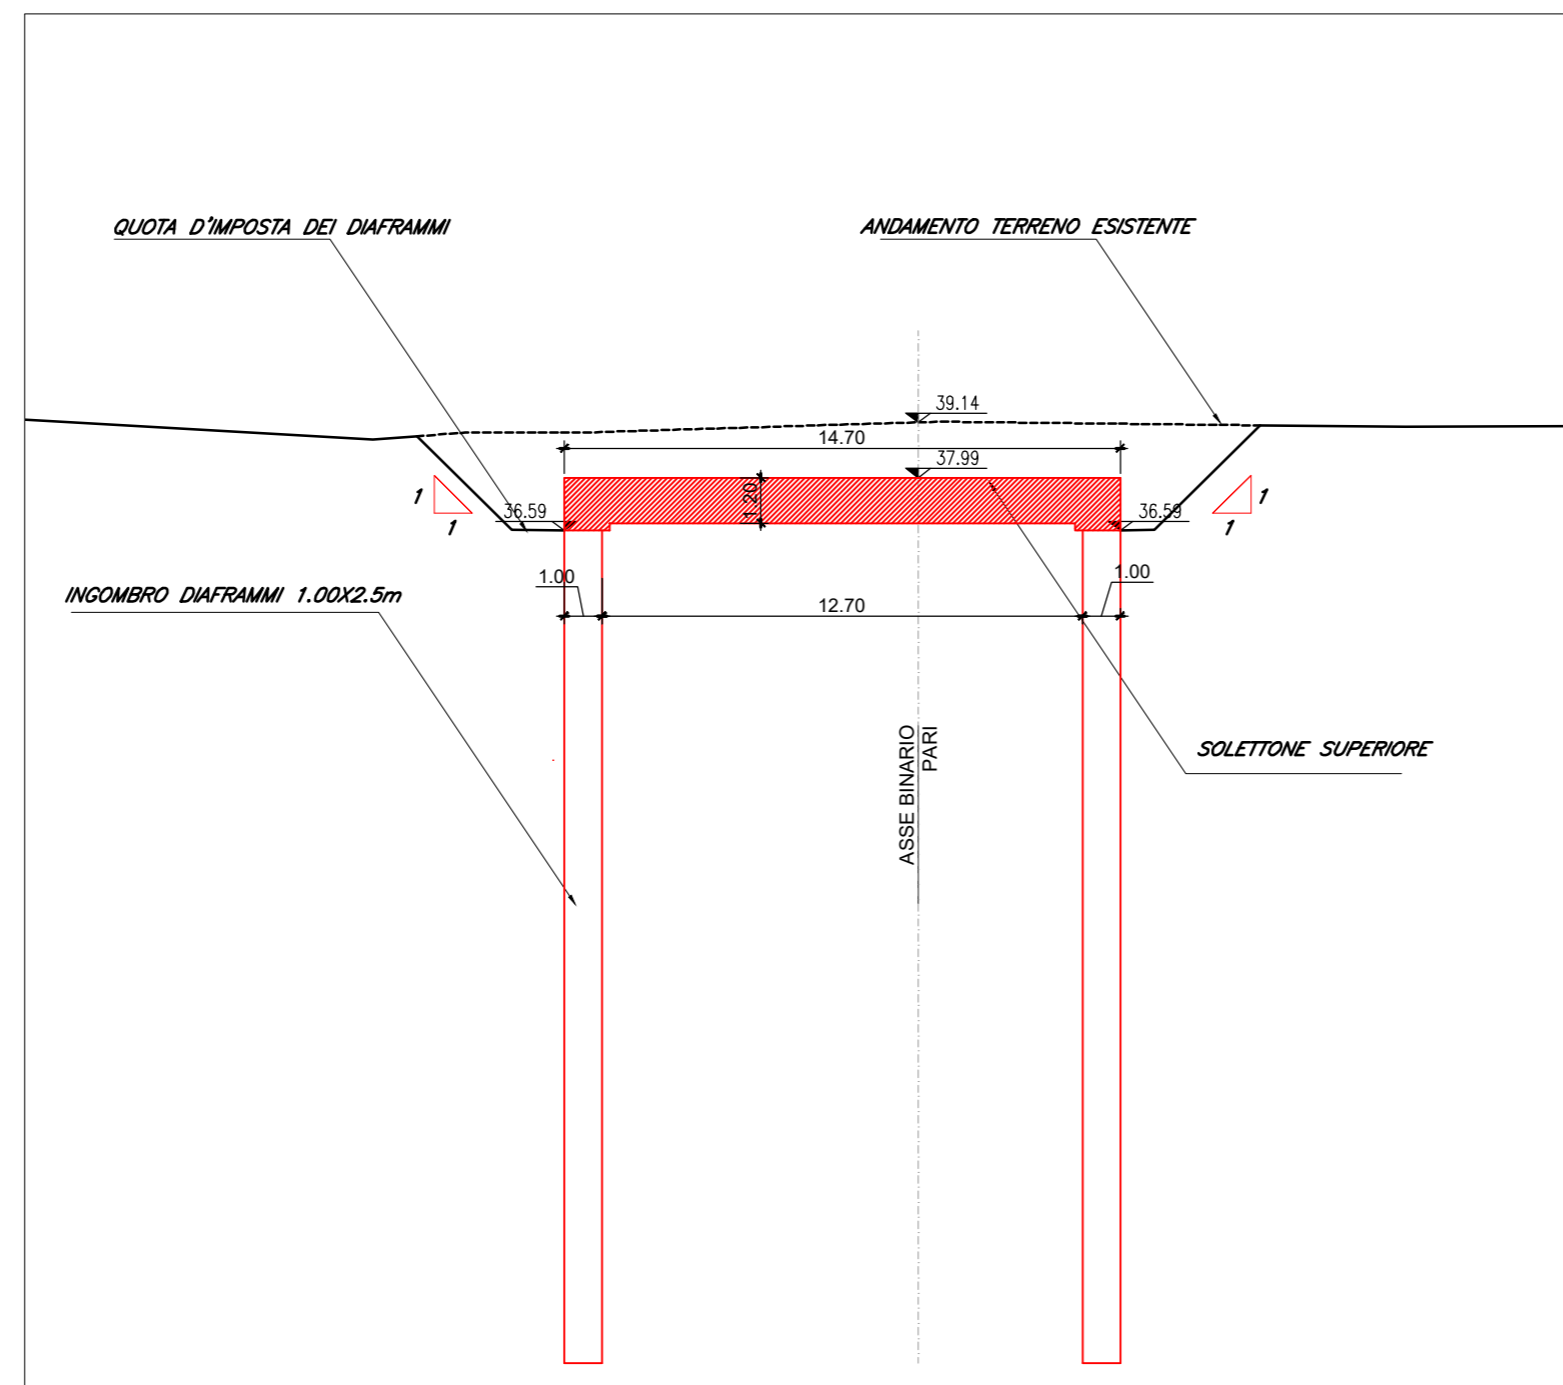 QUOTA D'IMPOSTA DEI DIAFRAMMI
ANDAMENTO TERRENO ESISTENTE
39.14
14.70
37.99
1.20
1
1
36.59
36.59
1
1
1.00
1.00
INGOMBRO DIAFRAMMI 1.00X2.5m
12.70
ASSE BINARIO
PARI
SOLETTONE SUPERIORE